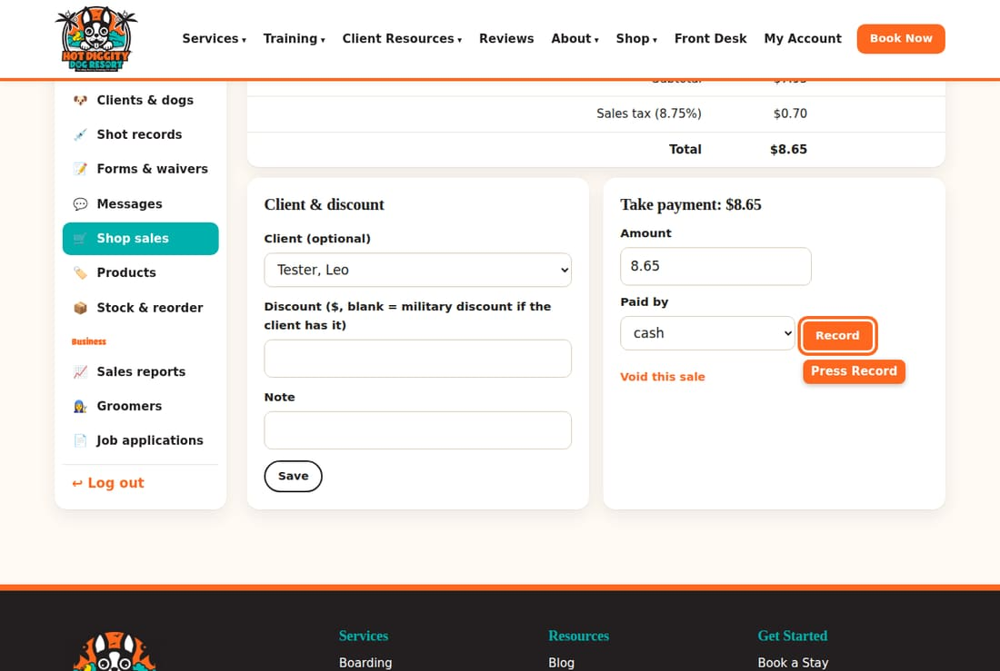 HOT DIGGITY
DOG RESORT
Services ▾
Training ▾
Client Resources ▾
Reviews
About ▾
Shop ▾
Front Desk
My Account
Book Now
Clients & dogs
Shot records
Forms & waivers
Messages
Shop sales
Products
Stock & reorder
Business
Sales reports
Groomers
Job applications
↩ Log out
Sales tax (8.75%) $0.70
Total $8.65
Client & discount
Client (optional)
Tester, Leo
Discount ($, blank = military discount if the
client has it)
Note
Save
Take payment: $8.65
Amount
8.65
Paid by
cash
Record
Press Record
Void this sale
Services
Boarding
Resources
Blog
Get Started
Book a Stay